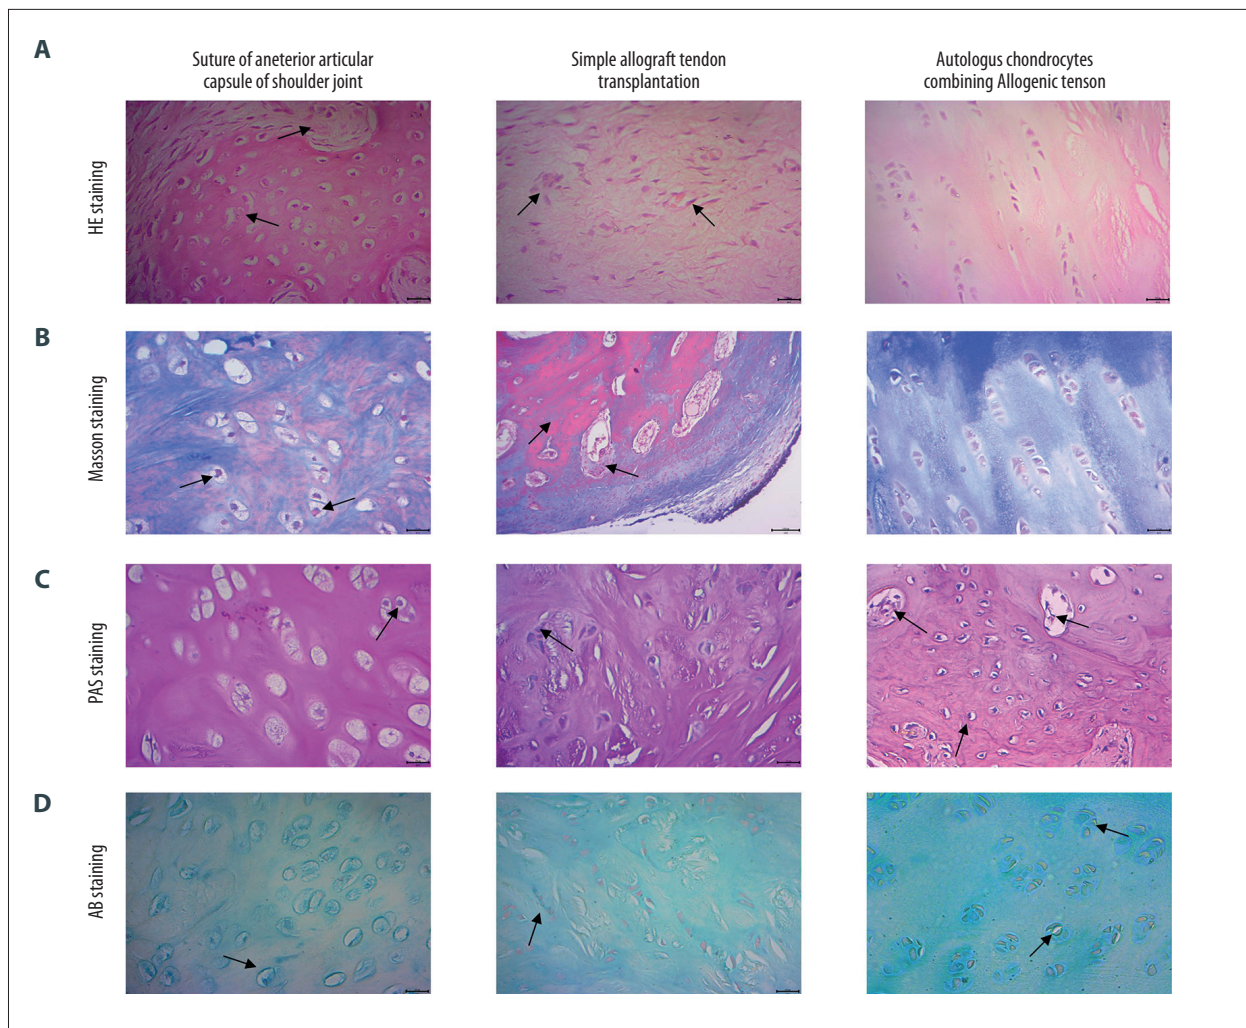 A
Suture of aneterior articular
capsule of shoulder joint
Simple allograft tendon
transplantation
Autologus chondrocytes
combining Allogenic tenson
HE staining
B
Masson staining
C
PAS staining
D
AB staining